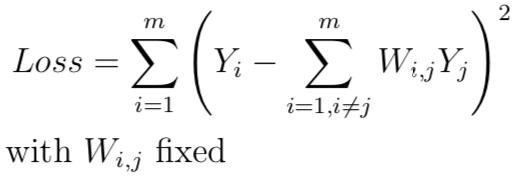 $Loss = \sum_{i=1}^{m} \left( Y_i - \sum_{i=1, i \neq j}^{m} W_{i,j} Y_j \right)^2$
with $W_{i,j}$ fixed